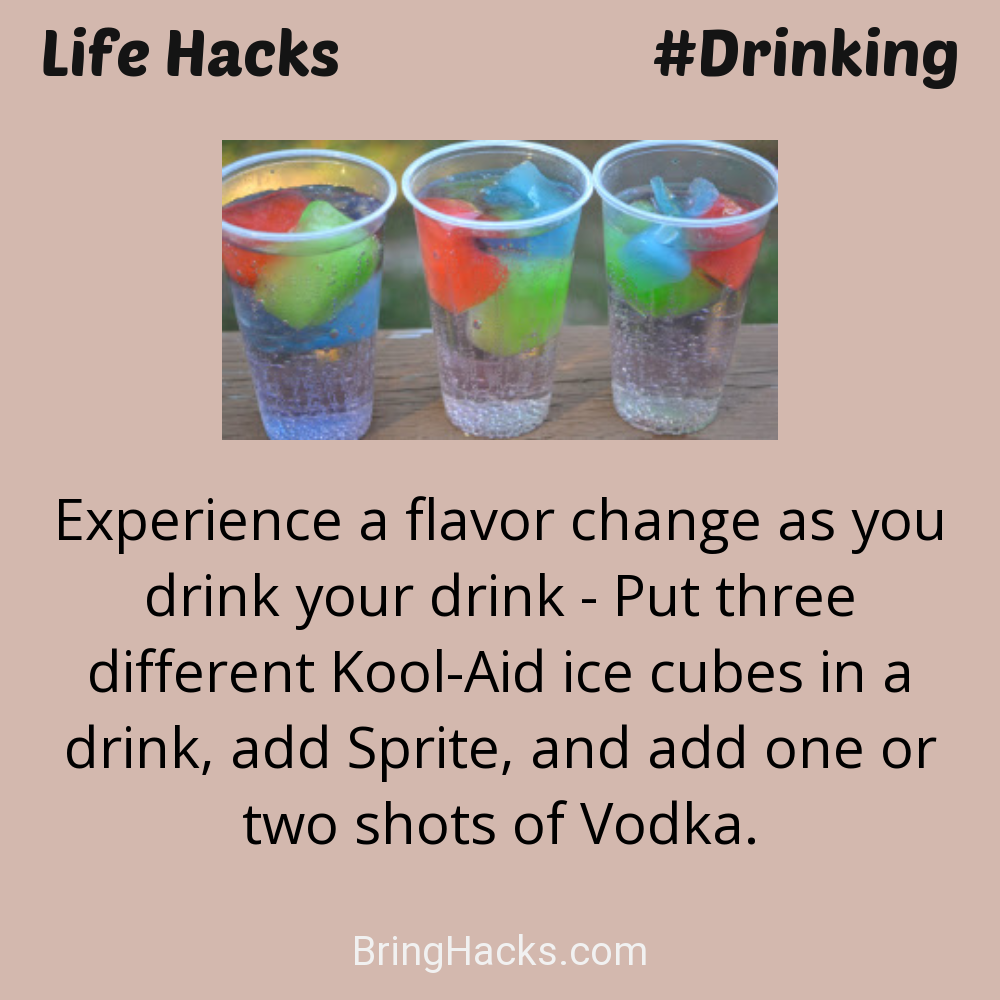 Life Hacks
#Drinking
Experience a flavor change as you
drink your drink - Put three
different Kool-Aid ice cubes in a
drink, add Sprite, and add one or
two shots of Vodka.
BringHacks.com